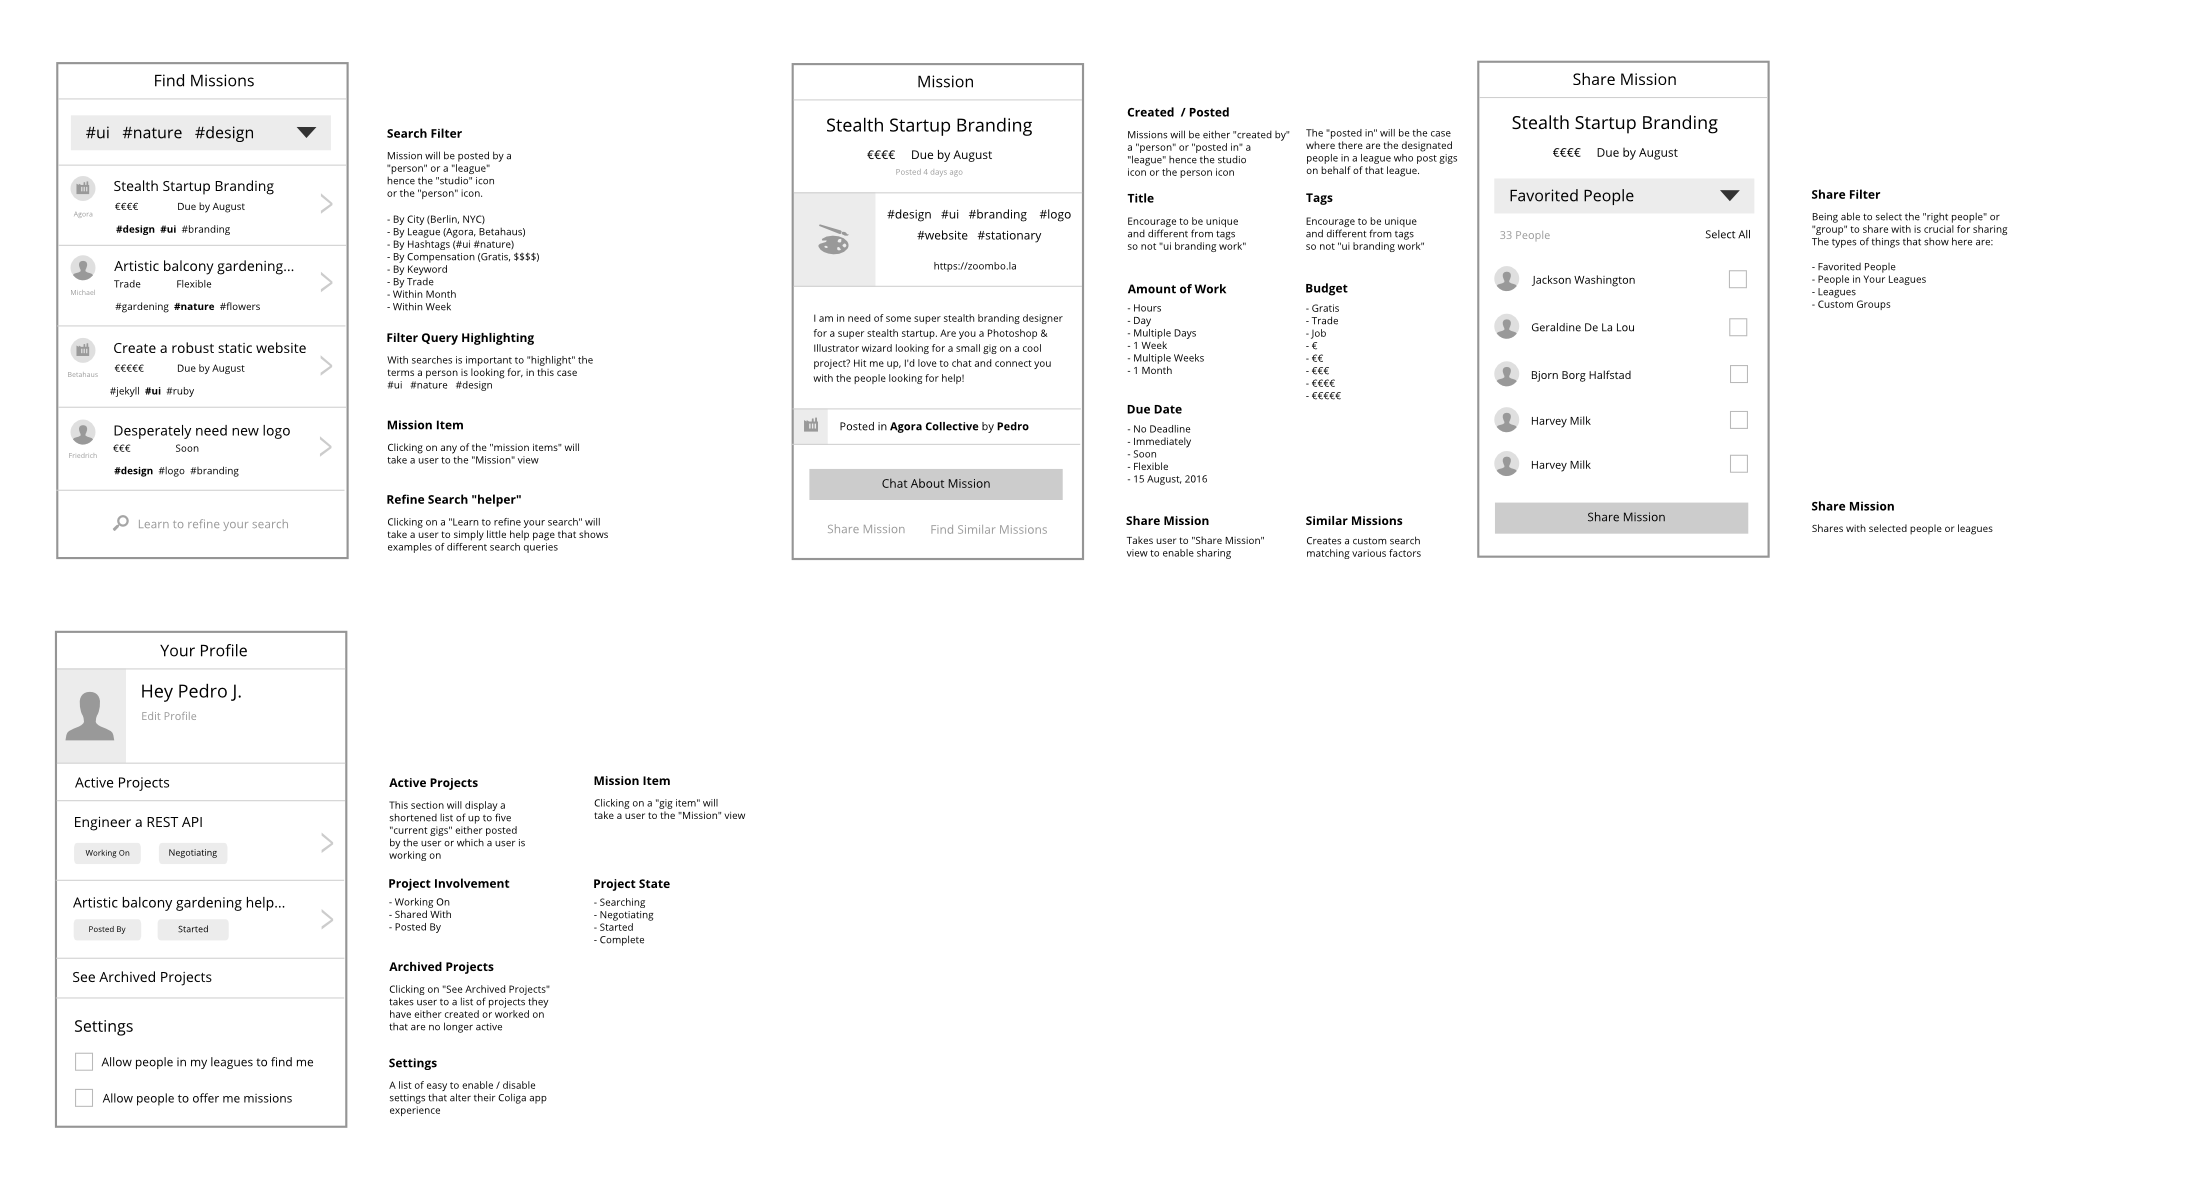 Find Missions
#ui #nature #design
Stealth Startup Branding
€€€€ Due by August
Agora
#design #ui #branding
Artistic balcony gardening...
Trade Flexible
Michael
#gardening #nature #flowers
Create a robust static website
€€€€€ Due by August
Betahaus
#jekyll #ui #ruby
Desperately need new logo
€€€ Soon
Friedrich
#design #logo #branding
Learn to refine your search
Search Filter
Mission will be posted by a
"person" or a "league"
hence the "studio" icon
or the "person" icon.
- By City (Berlin, NYC)
- By League (Agora, Betahaus)
- By Hashtags (#ui #nature)
- By Compensation (Gratis, $$$$)
- By Keyword
- By Trade
- Within Month
- Within Week
Filter Query Highlighting
With searches is important to "highlight" the
terms a person is looking for, in this case
#ui #nature #design
Mission Item
Clicking on any of the "mission items" will
take a user to the "Mission" view
Refine Search "helper"
Clicking on a "Learn to refine your search" will
take a user to simply little help page that shows
examples of different search queries
Mission
Stealth Startup Branding
€€€€ Due by August
Posted 4 days ago
#design #ui #branding #logo
#website #stationary
https://zoombo.la
I am in need of some super stealth branding designer
for a super stealth startup. Are you a Photoshop &
Illustrator wizard looking for a small gig on a cool
project? Hit me up, I'd love to chat and connect you
with the people looking for help!
Posted in Agora Collective by Pedro
Chat About Mission
Share Mission Find Similar Missions
Created / Posted
Missions will be either "created by"
a "person" or "posted in" a
"league" hence the studio
icon or the person icon
The "posted in" will be the case
where there are the designated
people in a league who post gigs
on behalf of that league.
Title
Encourage to be unique
and different from tags
so not "ui branding work"
Tags
Encourage to be unique
and different from tags
so not "ui branding work"
Amount of Work
- Hours
- Day
- Multiple Days
- 1 Week
- Multiple Weeks
- 1 Month
Budget
- Gratis
- Trade
- Job
- €
- €€
- €€€
- €€€€
- €€€€€
Due Date
- No Deadline
- Immediately
- Soon
- Flexible
- 15 August, 2016
Share Mission
Takes user to "Share Mission"
view to enable sharing
Similar Missions
Creates a custom search
matching various factors
Share Mission
Stealth Startup Branding
€€€€ Due by August
Favorited People
33 People Select All
Jackson Washington
Geraldine De La Lou
Bjorn Borg Halfstad
Harvey Milk
Harvey Milk
Share Mission
Share Filter
Being able to select the "right people" or
"group" to share with is crucial for sharing
The types of things that show here are:
- Favorited People
- People in Your Leagues
- Leagues
- Custom Groups
Share Mission
Shares with selected people or leagues
Your Profile
Hey Pedro J.
Edit Profile
Active Projects
Engineer a REST API
Working On Negotiating
Artistic balcony gardening help...
Posted By Started
See Archived Projects
Settings
Allow people in my leagues to find me
Allow people to offer me missions
Active Projects
This section will display a
shortened list of up to five
"current gigs" either posted
by the user or which a user is
working on
Mission Item
Clicking on a "gig item" will
take a user to the "Mission" view
Project Involvement
- Working On
- Shared With
- Posted By
Project State
- Searching
- Negotiating
- Started
- Complete
Archived Projects
Clicking on "See Archived Projects"
takes user to a list of projects they
have either created or worked on
that are no longer active
Settings
A list of easy to enable / disable
settings that alter their Coliga app
experience